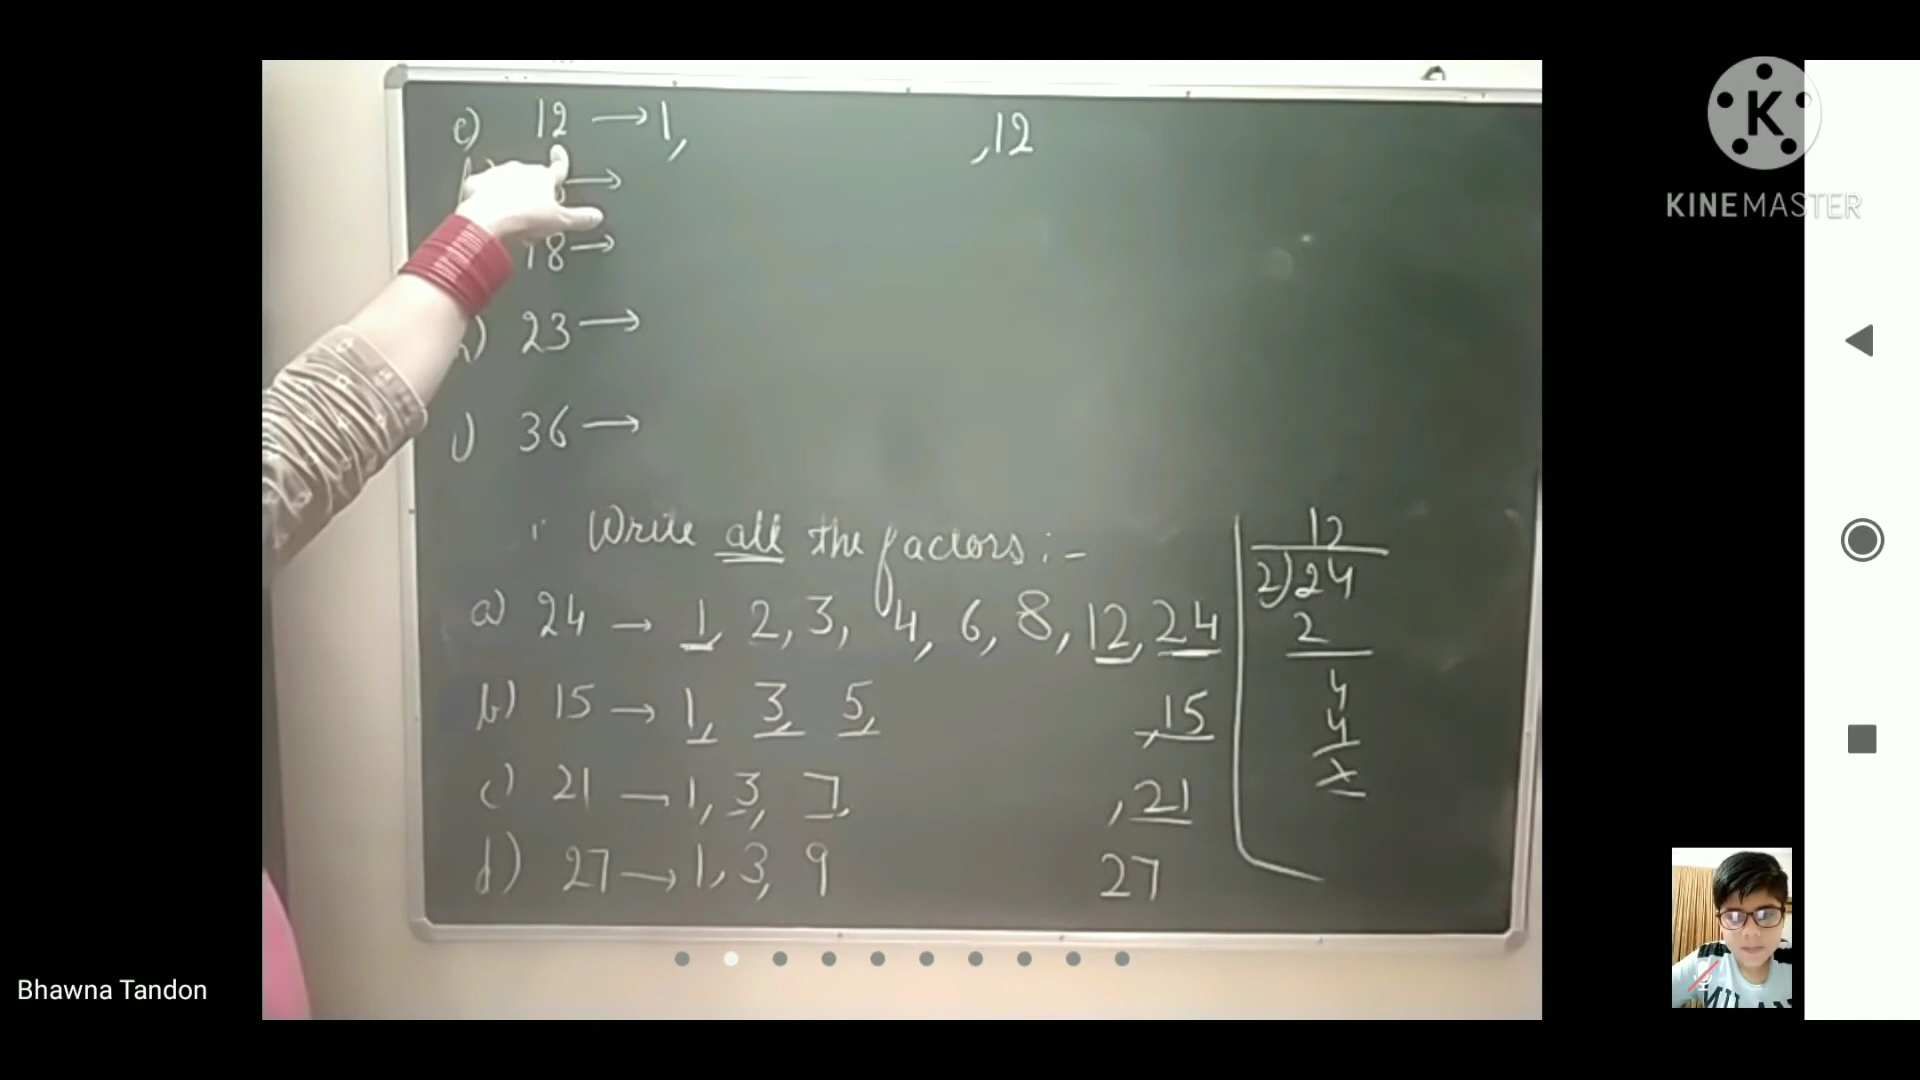 e) 12 → 1, ,12
→
18 →
h) 23 →
i) 36 →
Write all the factors :-
a) 24 → 1, 2, 3, 4, 6, 8, 12, 24
b) 15 → 1, 3, 5, ,15
c) 21 → 1, 3, 7, ,21
d) 27 → 1, 3, 9 27
12
2)24
2
4
4
x
KINEMASTER
Bhawna Tandon
MILAN